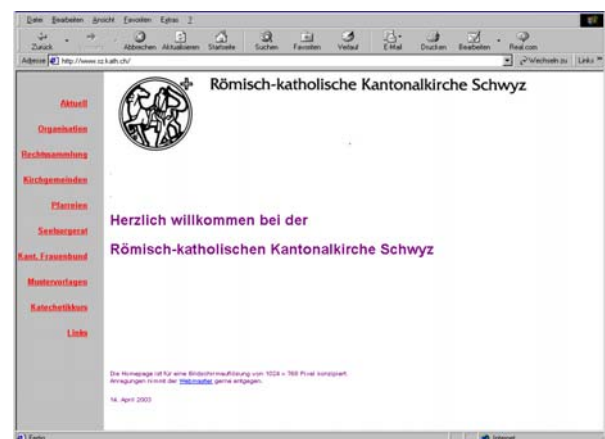 Datei Bearbeiten Ansicht Favoriten Extras ?
Zurück Abbrechen Aktualisieren Startseite Suchen Favoriten Verlauf E-Mail Drucken Bearbeiten Real.com
Adresse http://www.sz.kath.ch/ Wechseln zu Links
Römisch-katholische Kantonalkirche Schwyz
Aktuell
Organisation
Rechtssammlung
Kirchgemeinden
Pfarreien
Seelsorgerat
Kant. Frauenbund
Mustervorlagen
Katechetikkurs
Links
Herzlich willkommen bei der
Römisch-katholischen Kantonalkirche Schwyz
Die Homepage ist für eine Bildschirmauflösung von 1024 x 768 Pixel konzipiert.
Anregungen nimmt der Webmaster gerne entgegen.
14. April 2003
Fertig Internet